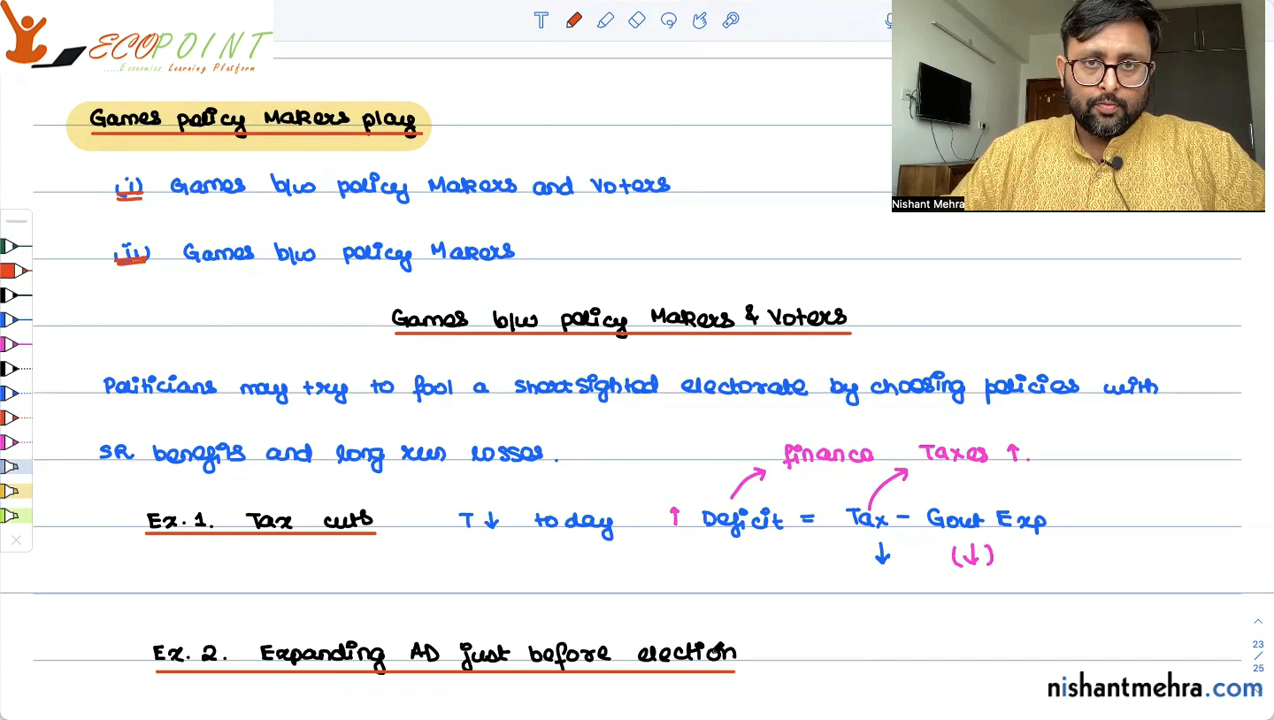 ECOPOINT
.....Economics Learning Platform
Nishant Mehra
Games policy Makers play
(i) Games b/w policy Makers and Voters
(ii) Games b/w policy Makers
Games b/w policy Makers & Voters
Politicians may try to fool a shortsighted electorate by choosing policies with
SR benefits and long run losses.
finance Taxes ↑.
Ex. 1. Tax cuts T ↓ today ↑ Deficit = Tax - Govt Exp
↓ (↓)
Ex. 2. Expanding AD just before election
23
/
25
nishantmehra.com